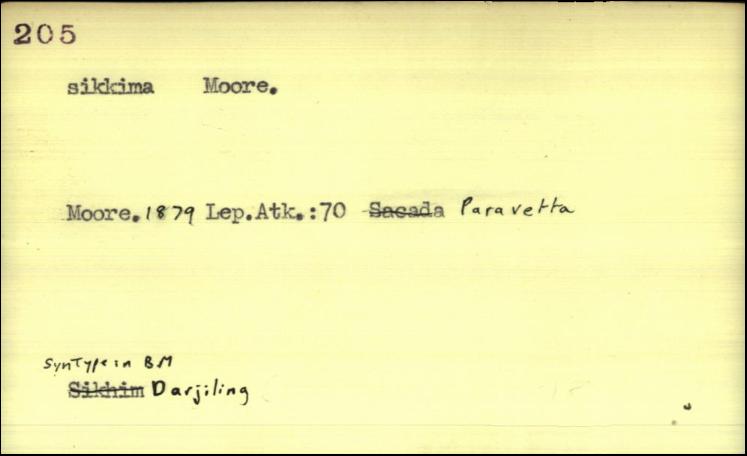 205
sikkima Moore.
Moore.1879 Lep.Atk.:70 Sacada Paravetta
SynType in BM
Sikhim Darjiling